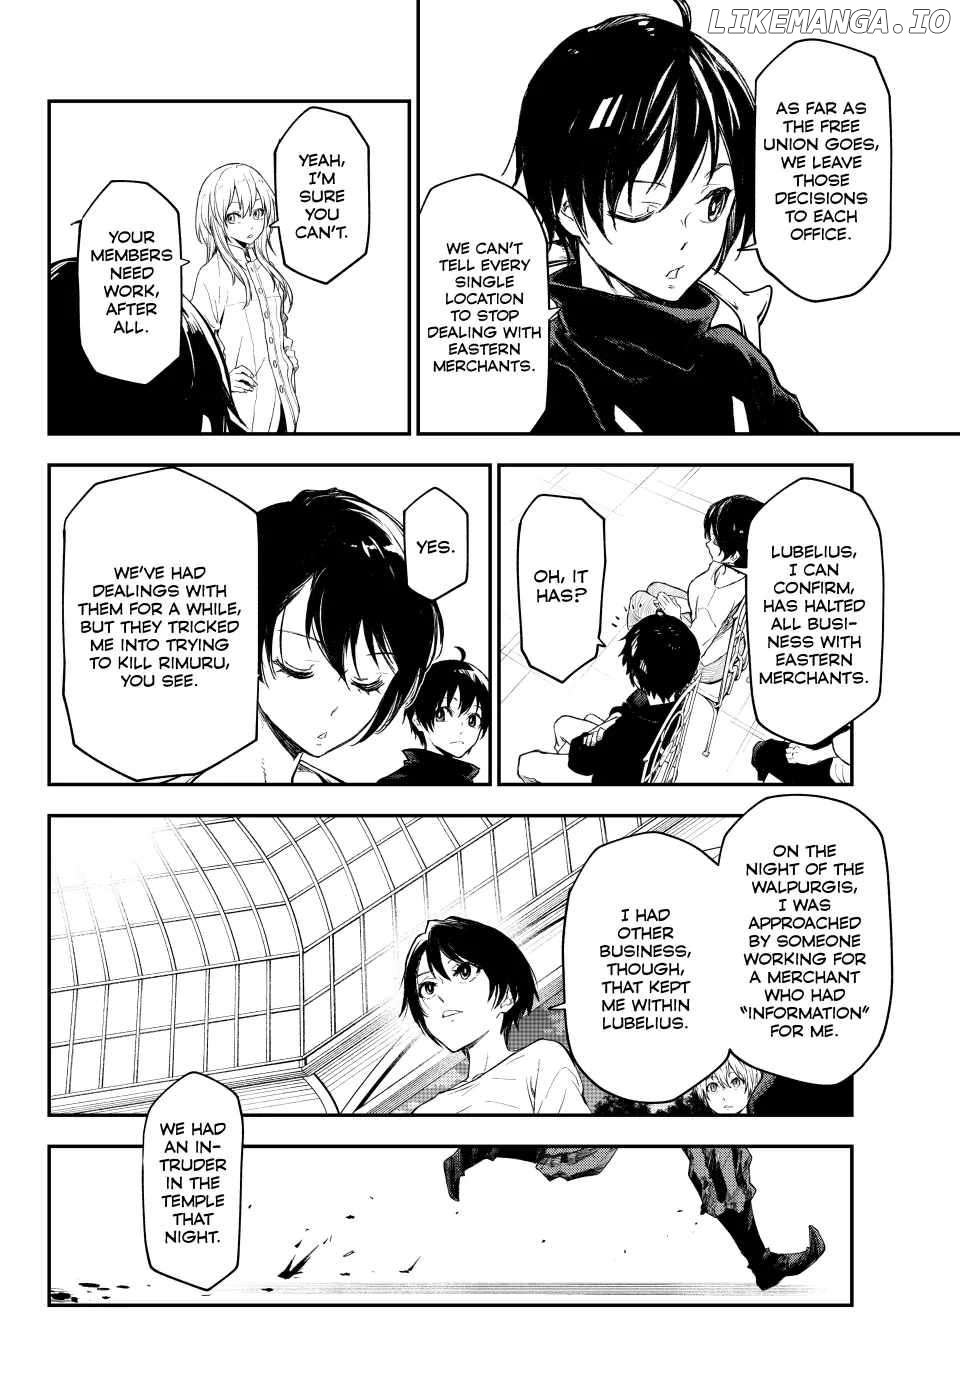 LIKEMANGA.IO
AS FAR AS
THE FREE
UNION GOES,
WE LEAVE
THOSE
DECISIONS
TO EACH
OFFICE.
WE CAN'T
TELL EVERY
SINGLE
LOCATION
TO STOP
DEALING WITH
EASTERN
MERCHANTS.
YEAH,
I'M
SURE
YOU
CAN'T.
YOUR
MEMBERS
NEED
WORK,
AFTER
ALL.
LUBELIUS,
I CAN
CONFIRM,
HAS HALTED
ALL BUSI-
NESS WITH
EASTERN
MERCHANTS.
OH, IT
HAS?
YES.
WE'VE HAD
DEALINGS WITH
THEM FOR A WHILE,
BUT THEY TRICKED
ME INTO TRYING
TO KILL RIMURU,
YOU SEE.
ON THE
NIGHT OF THE
WALPURGIS,
I WAS
APPROACHED
BY SOMEONE
WORKING FOR
A MERCHANT
WHO HAD
"INFORMATION"
FOR ME.
I HAD
OTHER
BUSINESS,
THOUGH,
THAT KEPT
ME WITHIN
LUBELIUS.
WE HAD
AN IN-
TRUDER
IN THE
TEMPLE
THAT
NIGHT.